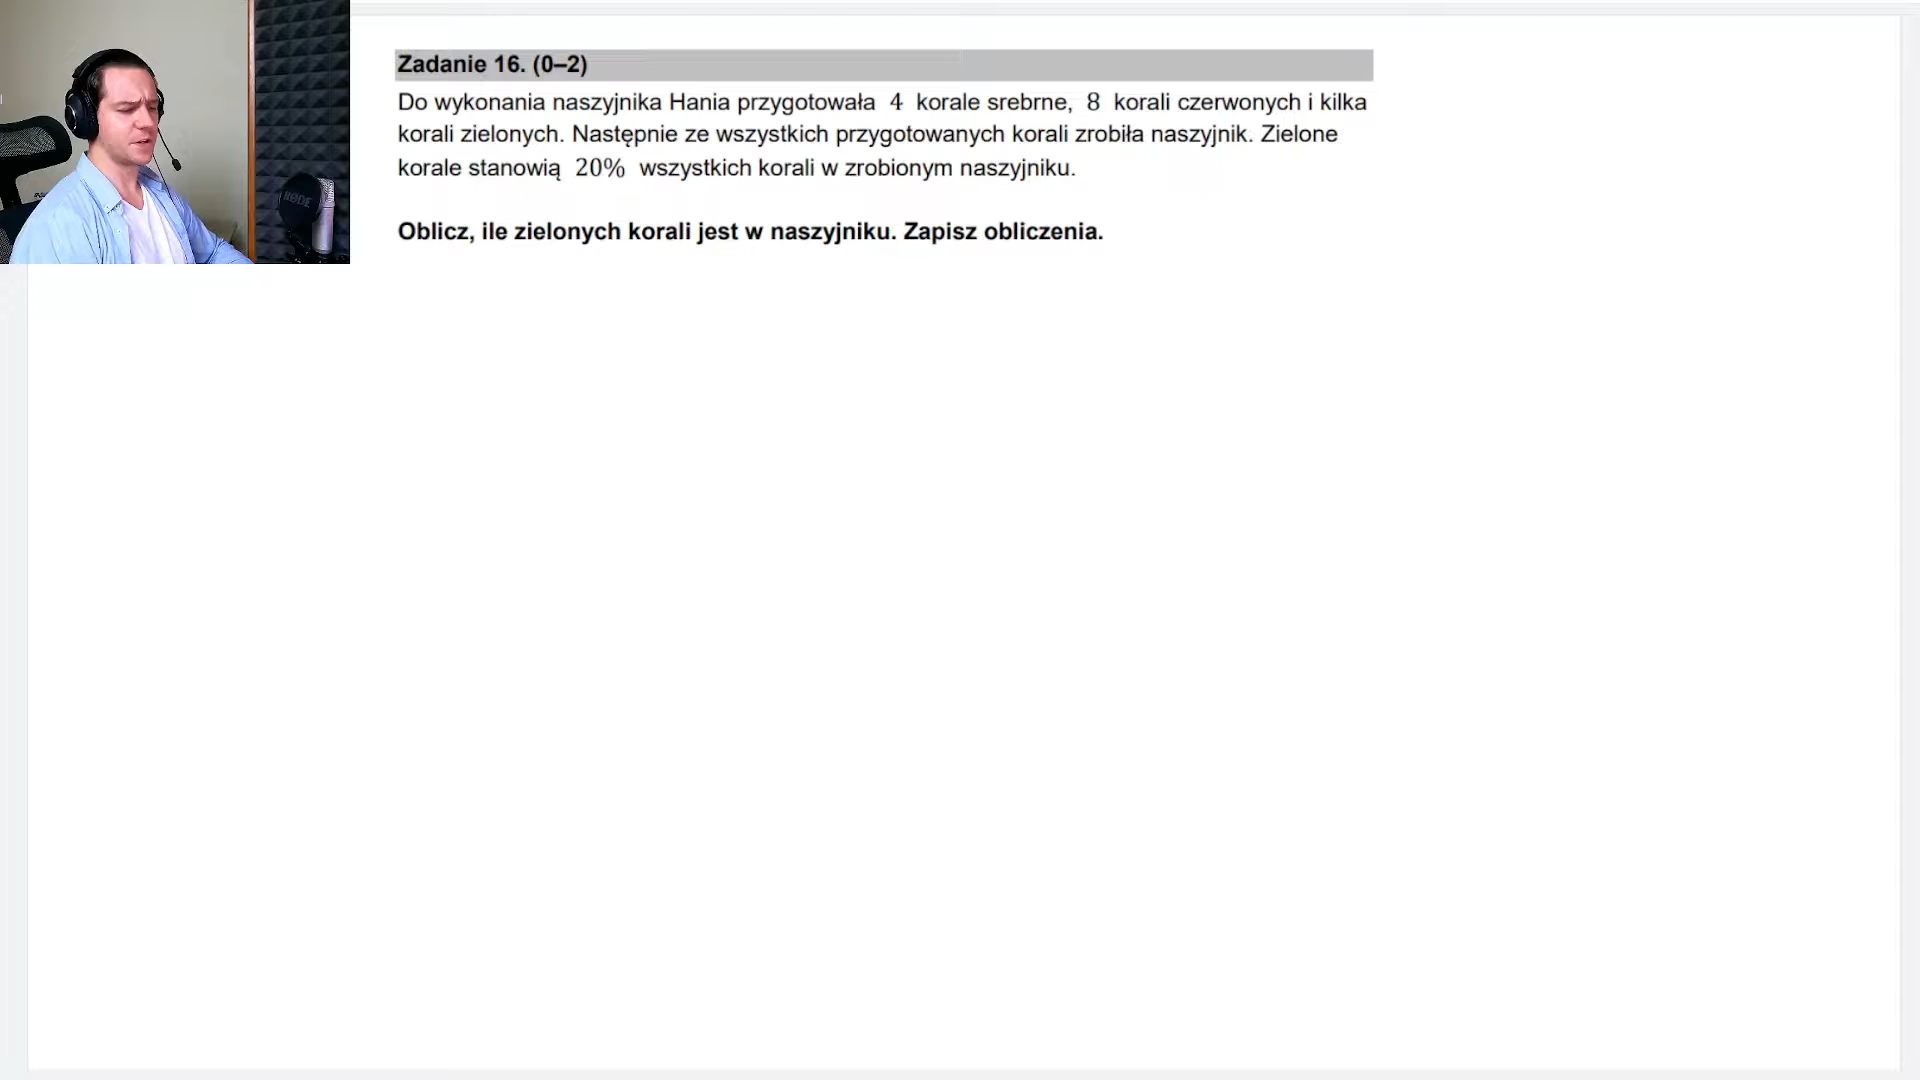 Zadanie 16. (0–2)
Do wykonania naszyjnika Hania przygotowała 4 korale srebrne, 8 korali czerwonych i kilka
korali zielonych. Następnie ze wszystkich przygotowanych korali zrobiła naszyjnik. Zielone
korale stanowią 20% wszystkich korali w zrobionym naszyjniku.
Oblicz, ile zielonych korali jest w naszyjniku. Zapisz obliczenia.
RØDE